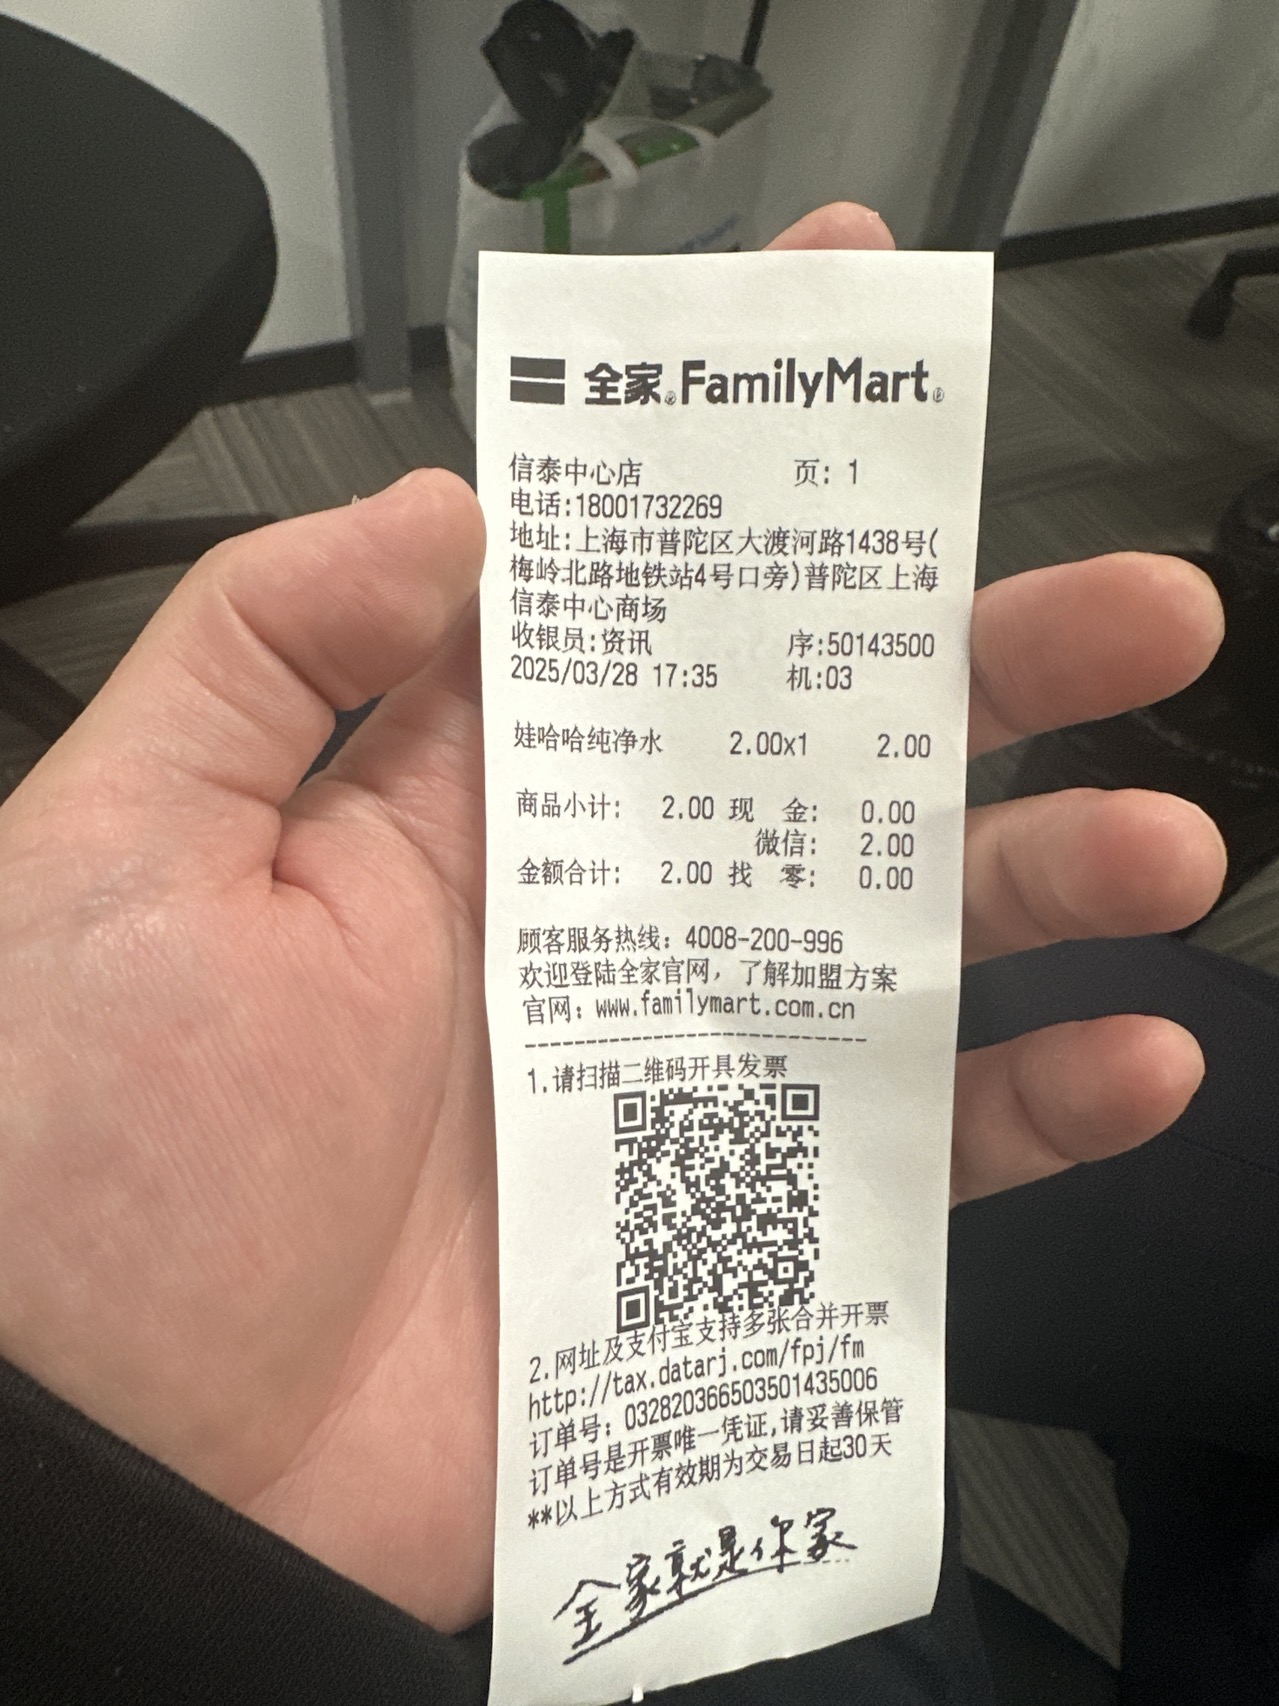 全家®FamilyMart®
信泰中心店 页: 1
电话:18001732269
地址:上海市普陀区大渡河路1438号(
梅岭北路地铁站4号口旁)普陀区上海
信泰中心商场
收银员:资讯 序:50143500
2025/03/28 17:35 机:03
娃哈哈纯净水 2.00x1 2.00
商品小计: 2.00 现 金: 0.00
微信: 2.00
金额合计: 2.00 找 零: 0.00
顾客服务热线: 4008-200-996
欢迎登陆全家官网, 了解加盟方案
官网: www.familymart.com.cn
1.请扫描二维码开具发票
2.网址及支付宝支持多张合并开票
http://tax.datarj.com/fpj/fm
订单号: 032820366503501435006
订单号是开票唯一凭证,请妥善保管
**以上方式有效期为交易日起30天
全家就是你家